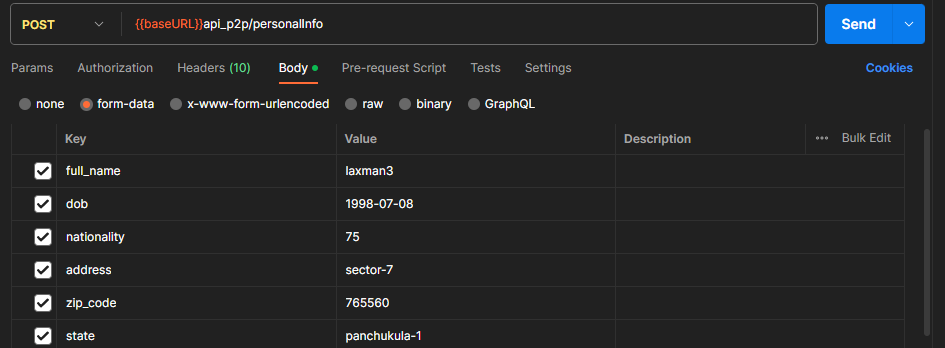 POST {{baseURL}}api_p2p/personalInfo Send
Params Authorization Headers (10) Body Pre-request Script Tests Settings Cookies
none form-data x-www-form-urlencoded raw binary GraphQL
Key Value Description Bulk Edit
full_name laxman3
dob 1998-07-08
nationality 75
address sector-7
zip_code 765560
state panchukula-1